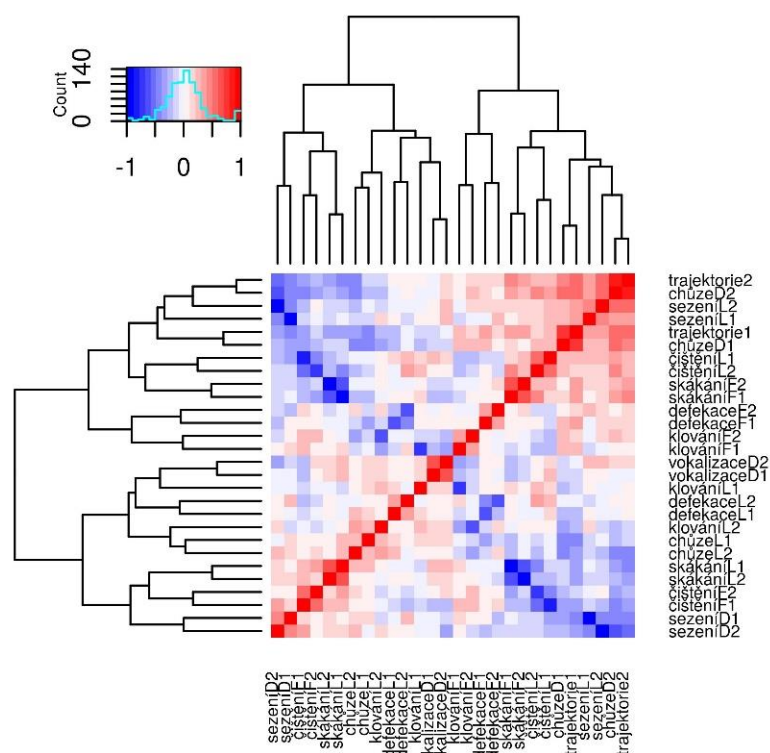 Count
0 140
-1 0 1
trajektorie2
chůzeD2
sezeníL2
sezeníL1
trajektorie1
chůzeD1
čištěníL1
čištěníL2
skákáníF2
skákáníF1
defekaceF2
defekaceF1
klováníF2
klováníF1
vokalizaceD2
vokalizaceD1
klováníL1
defekaceL2
defekaceL1
klováníL2
chůzeL1
chůzeL2
skákáníL1
skákáníL2
čištěníF2
čištěníF1
sezeníD1
sezeníD2
sezeníD2
sezeníD1
čištěníF1
čištěníF2
skákáníL2
skákáníL1
chůzeL2
chůzeL1
klováníL2
defekaceL1
defekaceL2
klováníL1
kalizaceD1
kalizaceD2
klováníF1
klováníF2
defekaceF1
defekaceF2
skákáníF1
skákáníF2
čištěníL2
čištěníL1
chůzeD1
trajektorie1
sezeníL1
sezeníL2
chůzeD2
trajektorie2